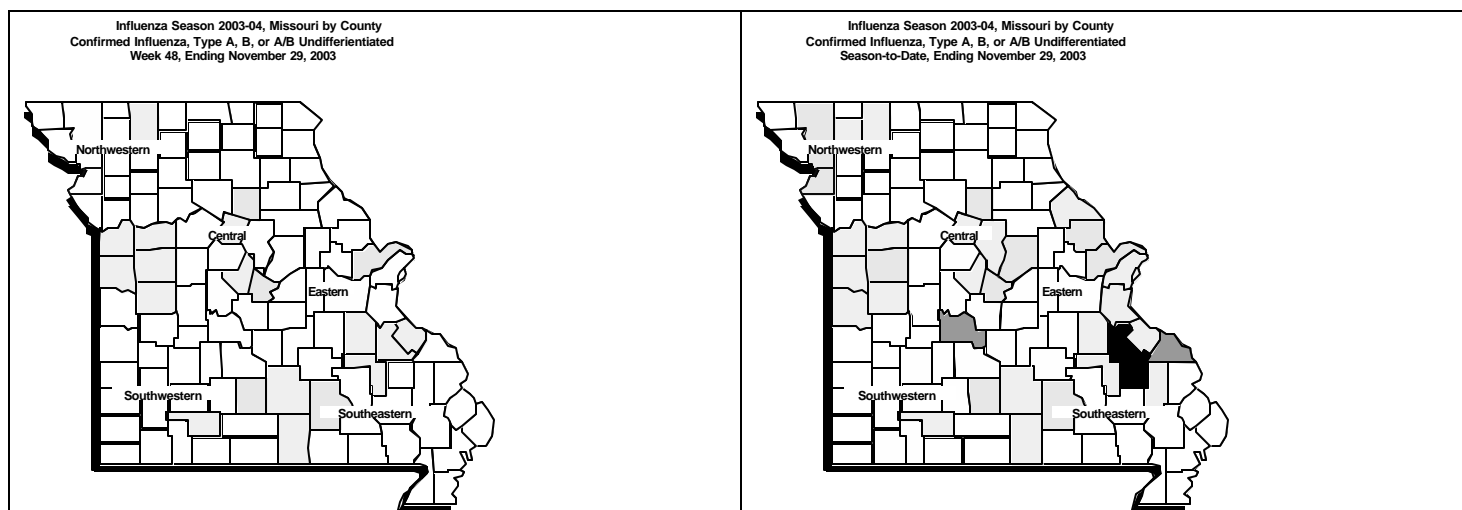 Influenza Season 2003-04, Missouri by County
Confirmed Influenza, Type A, B, or A/B Undifferientiated
Week 48, Ending November 29, 2003
Northwestern
Central
Eastern
Southwestern
Southeastern
Influenza Season 2003-04, Missouri by County
Confirmed Influenza, Type A, B, or A/B Undifferentiated
Season-to-Date, Ending November 29, 2003
Northwestern
Central
Eastern
Southwestern
Southeastern